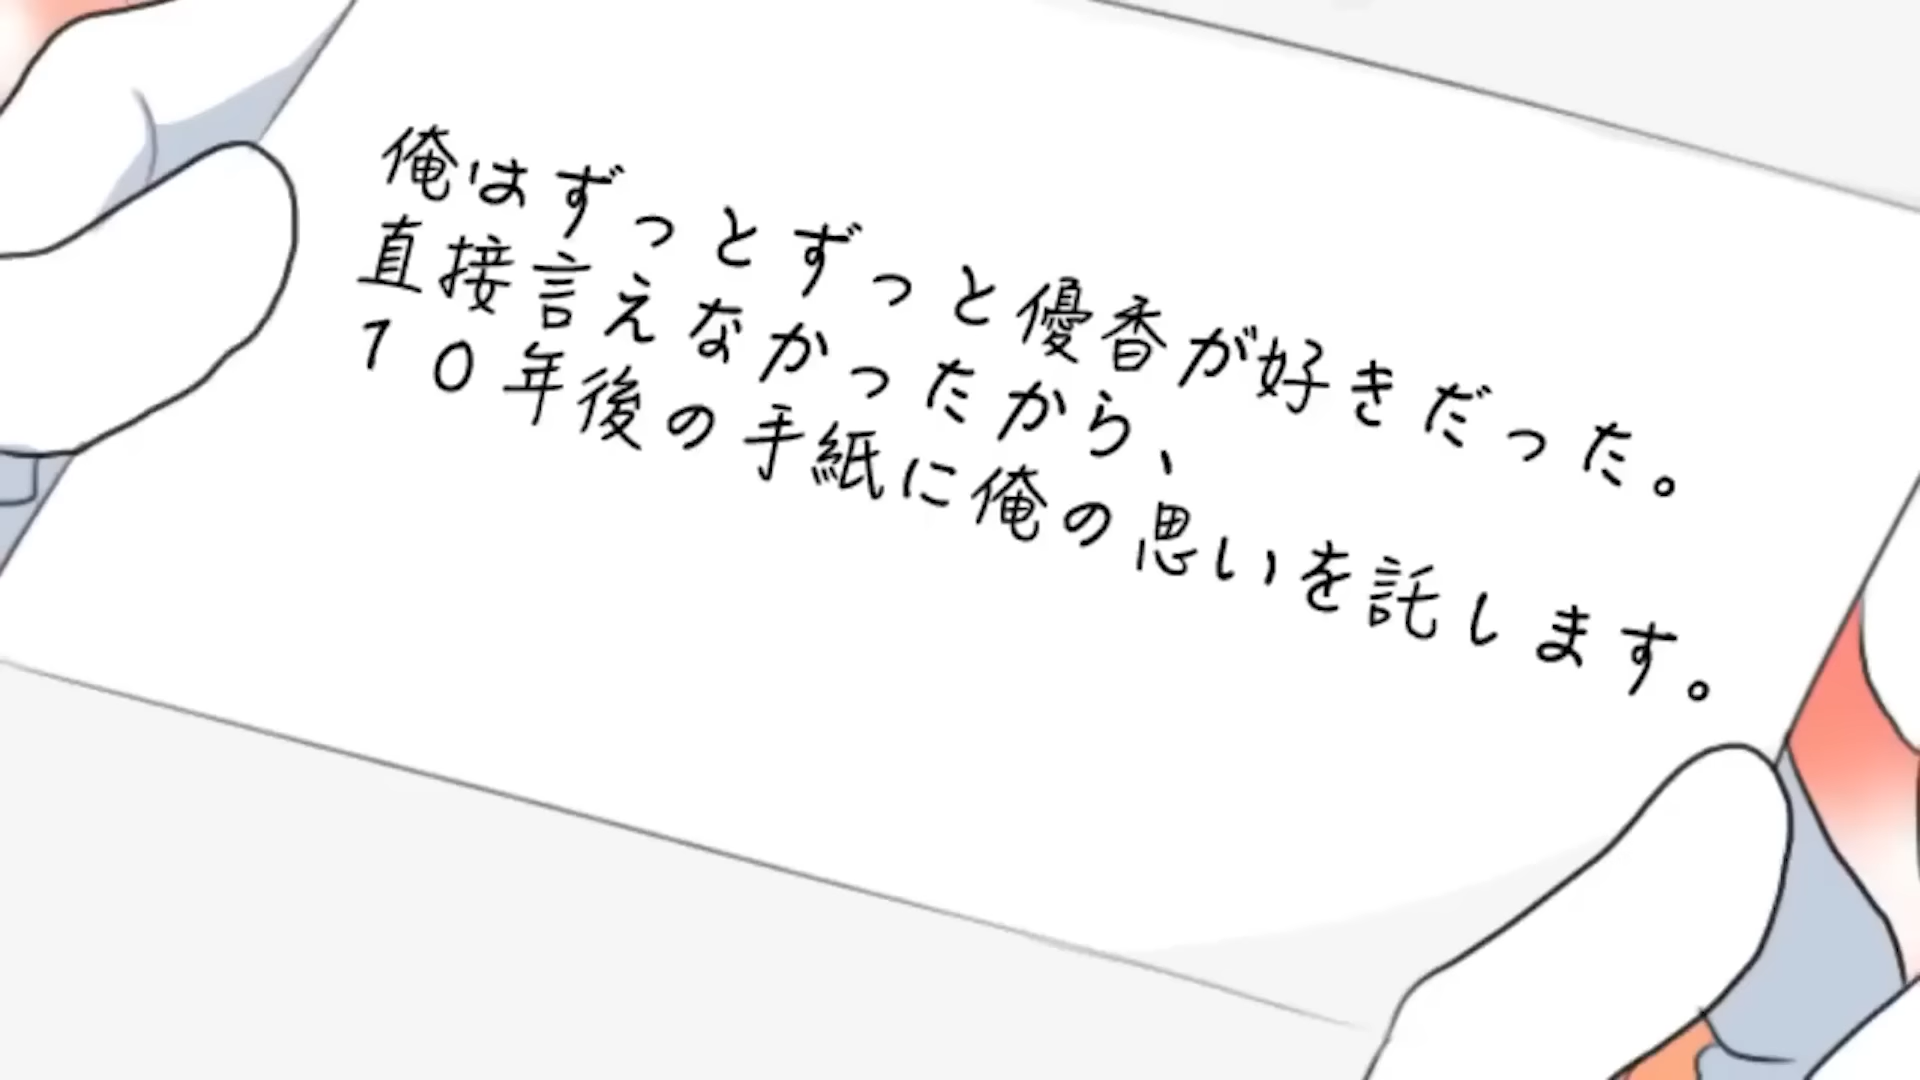 俺はずっとずっと優香が好きだった。
直接言えなかったから、
10年後の手紙に俺の思いを託します。